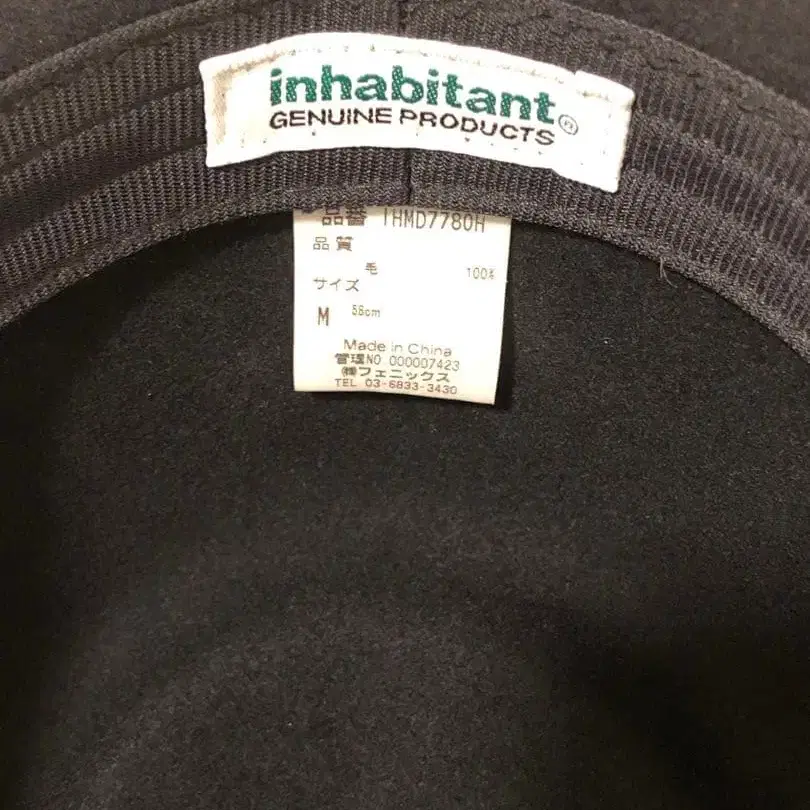 inhabitant®
GENUINE PRODUCTS
品番 IHMD7780H
品質
毛 100%
サイズ
M 58cm
Made in China
管理NO 000007423
㈱フェニックス
TEL 03-6833-3430